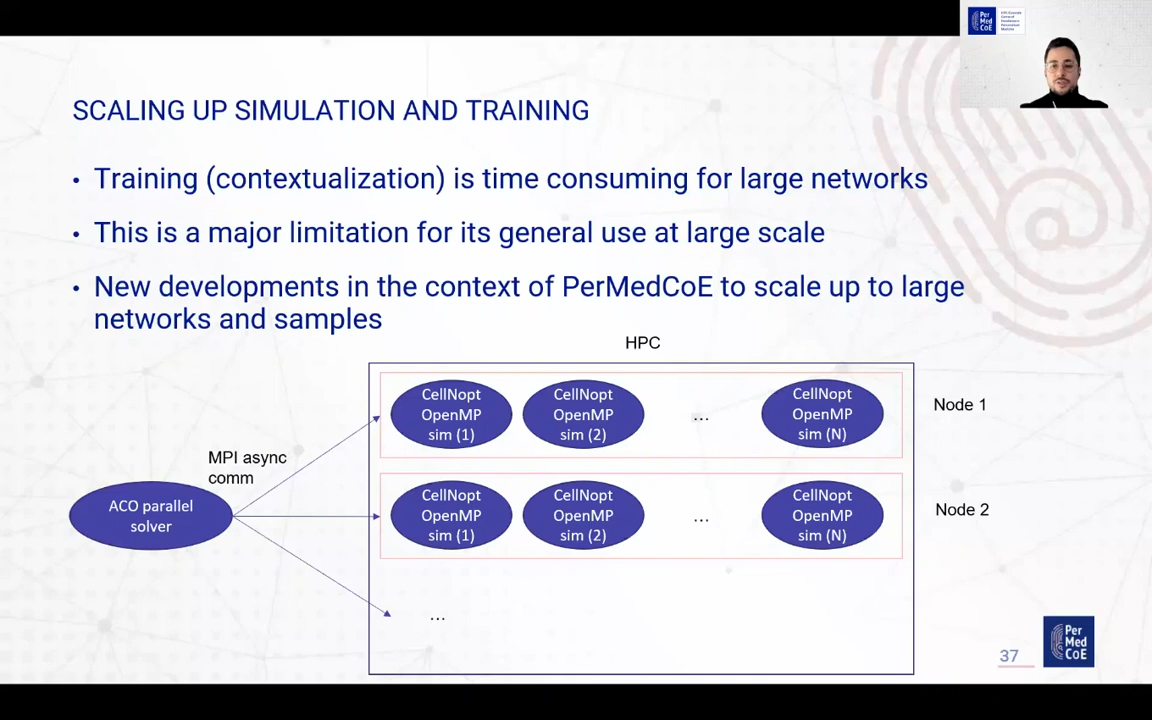 Per
Med
CoE
SCALING UP SIMULATION AND TRAINING
• Training (contextualization) is time consuming for large networks
• This is a major limitation for its general use at large scale
• New developments in the context of PerMedCoE to scale up to large
networks and samples
HPC
CellNopt
OpenMP
sim (1)
CellNopt
OpenMP
sim (2)
...
CellNopt
OpenMP
sim (N)
Node 1
MPI async
comm
ACO parallel
solver
CellNopt
OpenMP
sim (1)
CellNopt
OpenMP
sim (2)
...
CellNopt
OpenMP
sim (N)
Node 2
...
37
Per
Med
CoE